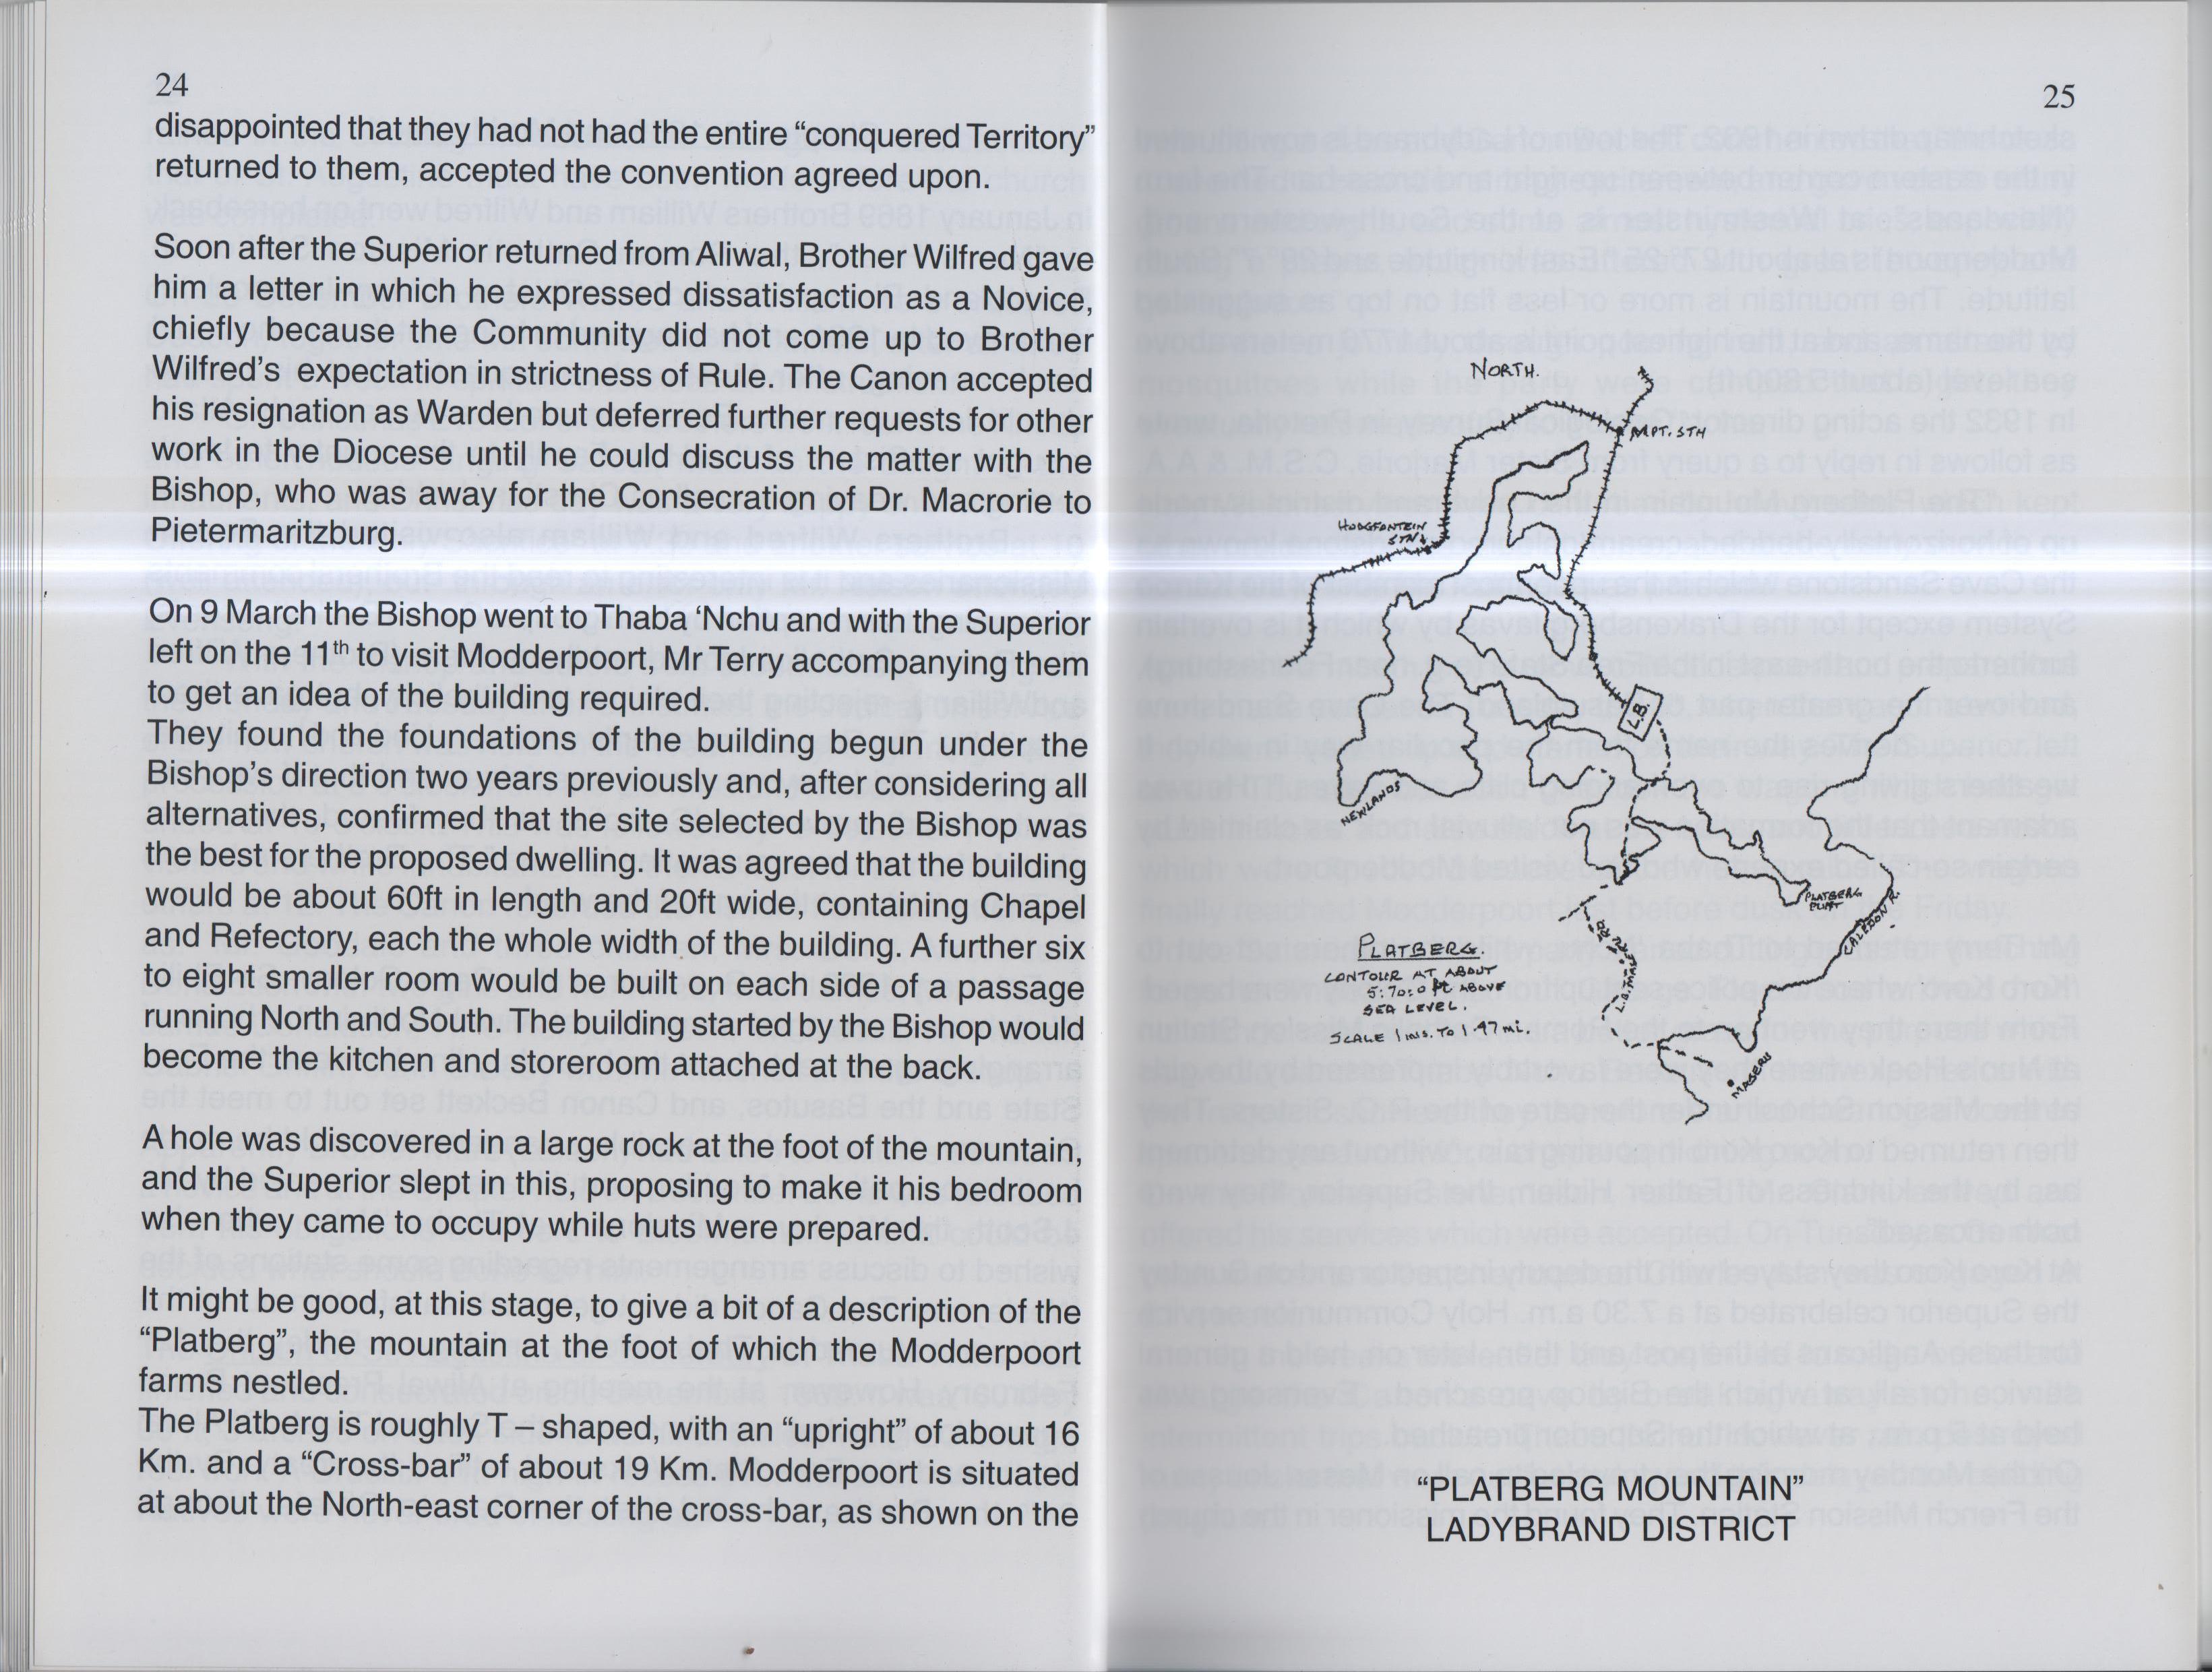 24
disappointed that they had not had the entire “conquered Territory”
returned to them, accepted the convention agreed upon.
Soon after the Superior returned from Aliwal, Brother Wilfred gave
him a letter in which he expressed dissatisfaction as a Novice,
chiefly because the Community did not come up to Brother
Wilfred’s expectation in strictness of Rule. The Canon accepted
his resignation as Warden but deferred further requests for other
work in the Diocese until he could discuss the matter with the
Bishop, who was away for the Consecration of Dr. Macrorie to
Pietermaritzburg.
On 9 March the Bishop went to Thaba ‘Nchu and with the Superior
left on the 11th to visit Modderpoort, Mr Terry accompanying them
to get an idea of the building required.
They found the foundations of the building begun under the
Bishop’s direction two years previously and, after considering all
alternatives, confirmed that the site selected by the Bishop was
the best for the proposed dwelling. It was agreed that the building
would be about 60ft in length and 20ft wide, containing Chapel
and Refectory, each the whole width of the building. A further six
to eight smaller room would be built on each side of a passage
running North and South. The building started by the Bishop would
become the kitchen and storeroom attached at the back.
A hole was discovered in a large rock at the foot of the mountain,
and the Superior slept in this, proposing to make it his bedroom
when they came to occupy while huts were prepared.
It might be good, at this stage, to give a bit of a description of the
“Platberg”, the mountain at the foot of which the Modderpoort
farms nestled.
The Platberg is roughly T – shaped, with an “upright” of about 16
Km. and a “Cross-bar” of about 19 Km. Modderpoort is situated
at about the North-east corner of the cross-bar, as shown on the
25
NORTH.
MPT. STN
HODGFONTEIN
STN
L.B.
NEWLANDS
PLATBERG
CALEDON R.
PLATBERG.
CONTOUR AT ABOUT
ft ABOVE
SEA LEVEL.
SCALE 1 INS. TO 1.47 mi.
MASERU
“PLATBERG MOUNTAIN”
LADYBRAND DISTRICT